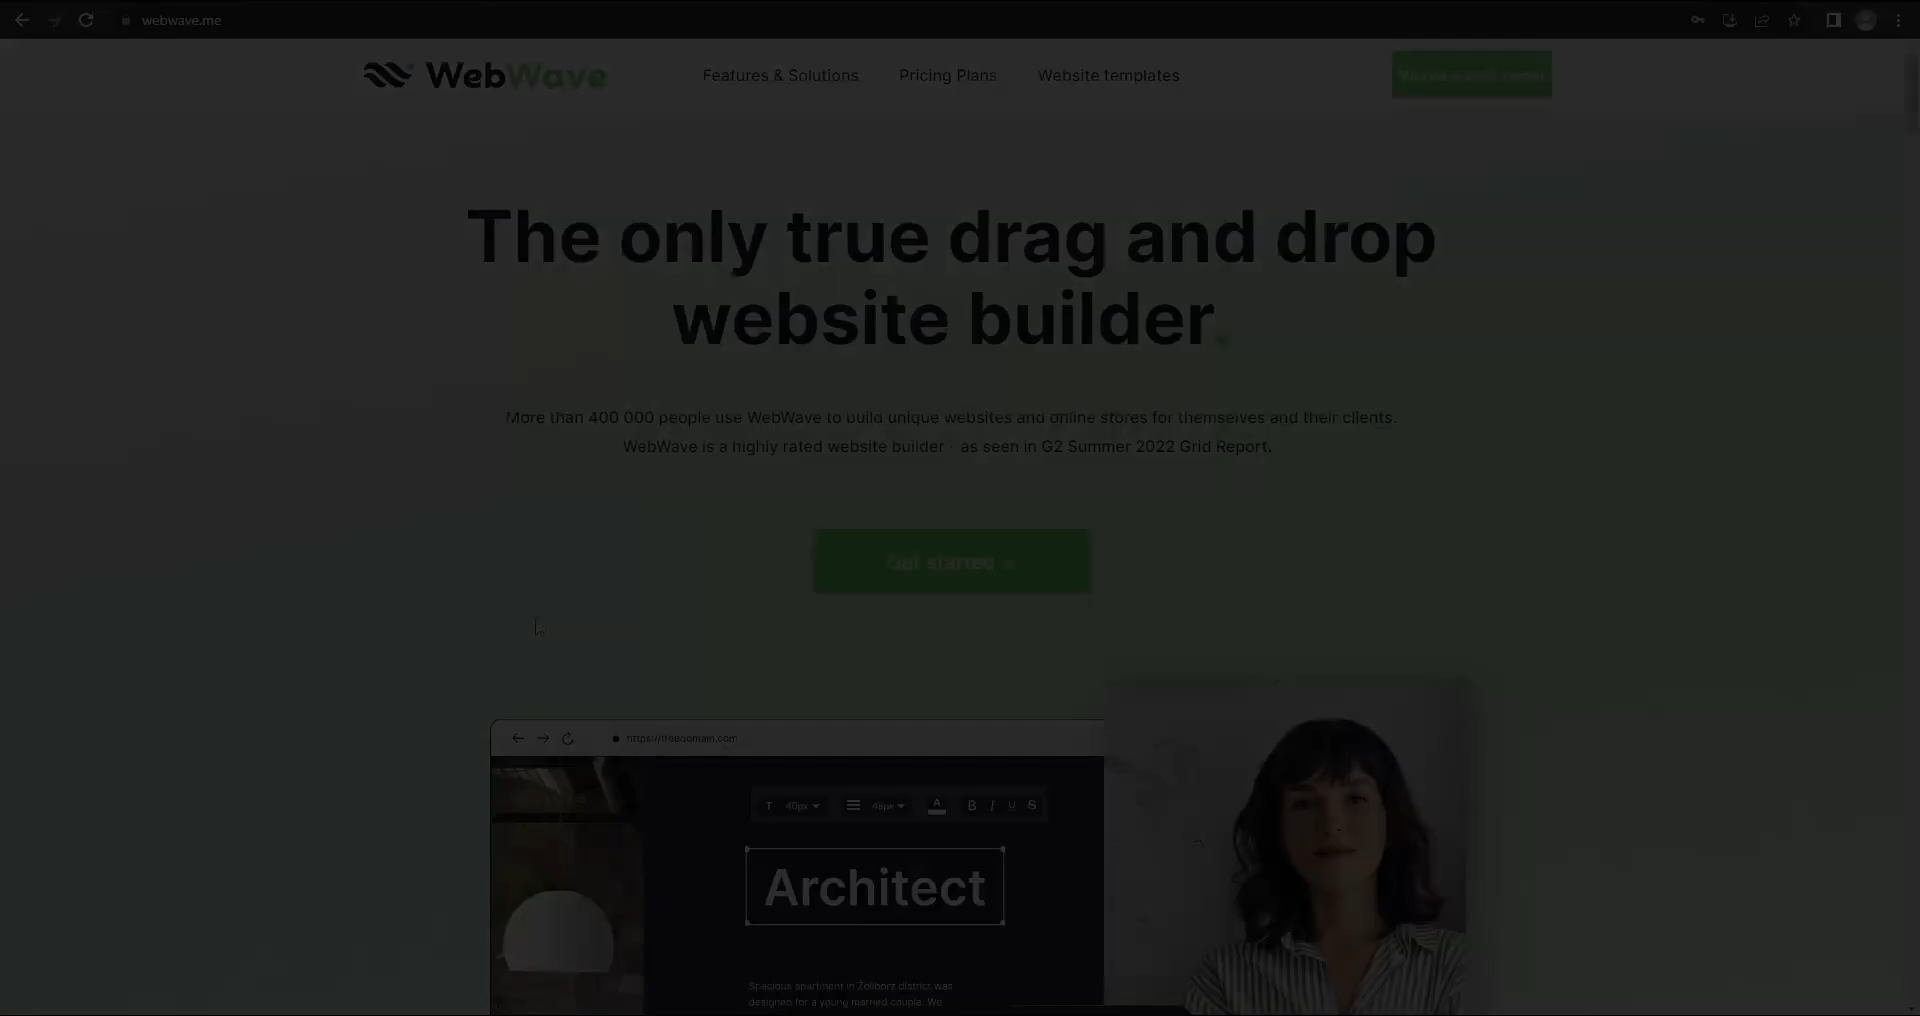 webwave.me
WebWave
Features & Solutions
Pricing Plans
Website templates
The only true drag and drop
website builder.
More than 400 000 people use WebWave to build unique websites and online stores for themselves and their clients.
WebWave is a highly rated website builder - as seen in G2 Summer 2022 Grid Report.
Get started
https://freedomain.com
T 40px 48px A B I U S
Architect
Spacious apartment in Żoliborz district was
designed for a young married couple. We